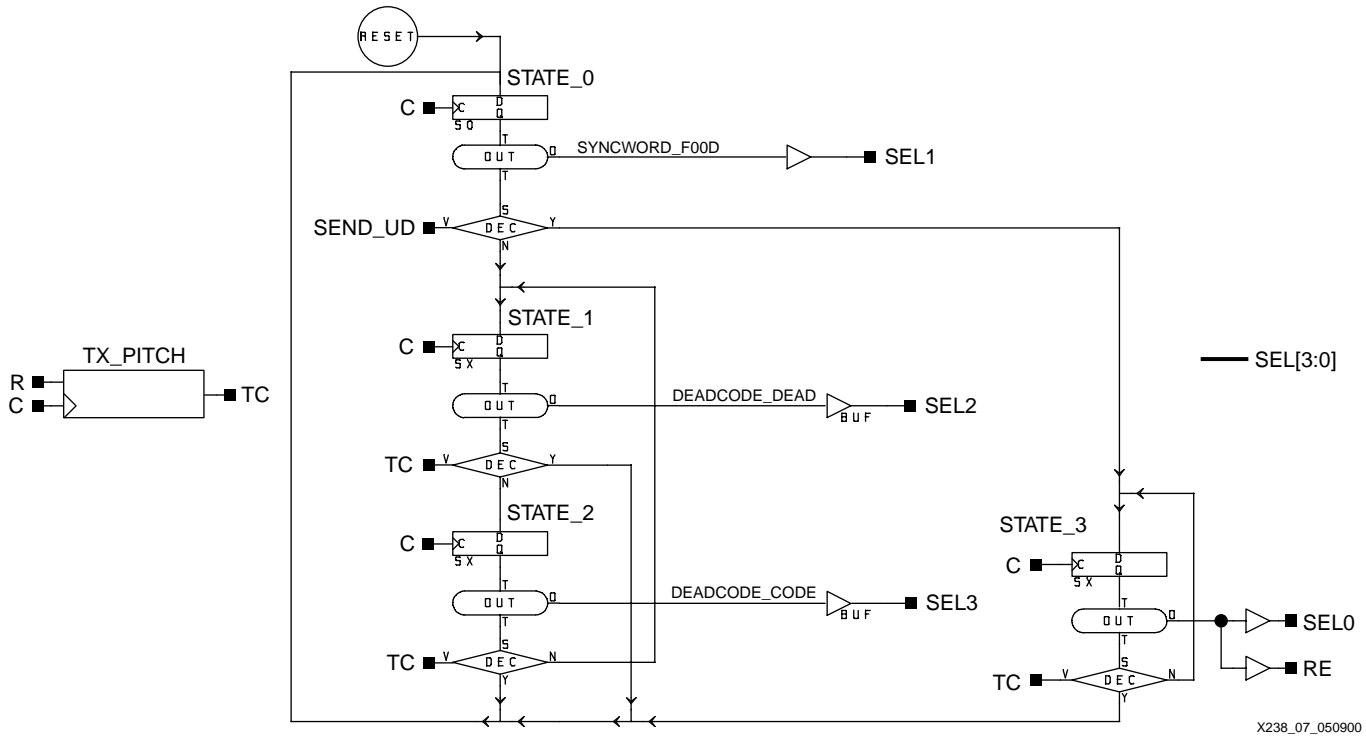 RESET
STATE_0
C
C
D
Q
S0
T
OUT
O
SYNCWORD_F00D
SEL1
T
S
SEND_UD
V
DEC
Y
N
STATE_1
C
C
D
Q
SX
TX_PITCH
R
C
TC
SEL[3:0]
T
OUT
O
DEADCODE_DEAD
BUF
SEL2
T
S
TC
V
DEC
Y
N
STATE_2
C
C
D
Q
SX
STATE_3
C
C
D
Q
SX
T
OUT
O
DEADCODE_CODE
BUF
SEL3
T
T
OUT
O
SEL0
T
RE
S
TC
V
DEC
N
Y
S
TC
V
DEC
N
Y
X238_07_050900